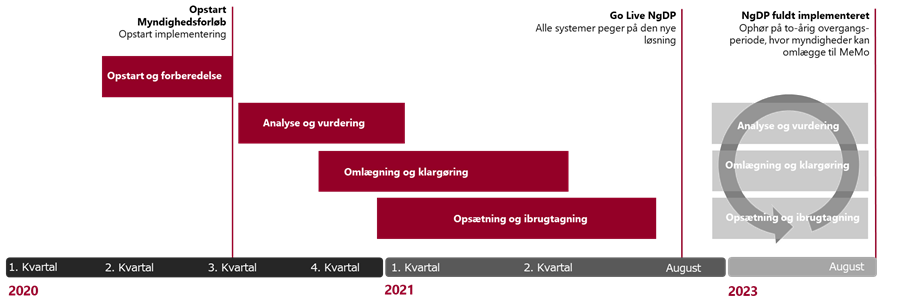 Opstart
Myndighedsforløb
Opstart implementering
Go Live NgDP
Alle systemer peger på den nye
løsning
NgDP fuldt implementeret
Ophør på to-årig overgangs-
periode, hvor myndigheder kan
omlægge til MeMo
Opstart og forberedelse
Analyse og vurdering
Omlægning og klargøring
Opsætning og ibrugtagning
Analyse og vurdering
Omlægning og klargøring
Opsætning og ibrugtagning
1. Kvartal
2. Kvartal
3. Kvartal
4. Kvartal
1. Kvartal
2. Kvartal
August
August
2020
2021
2023